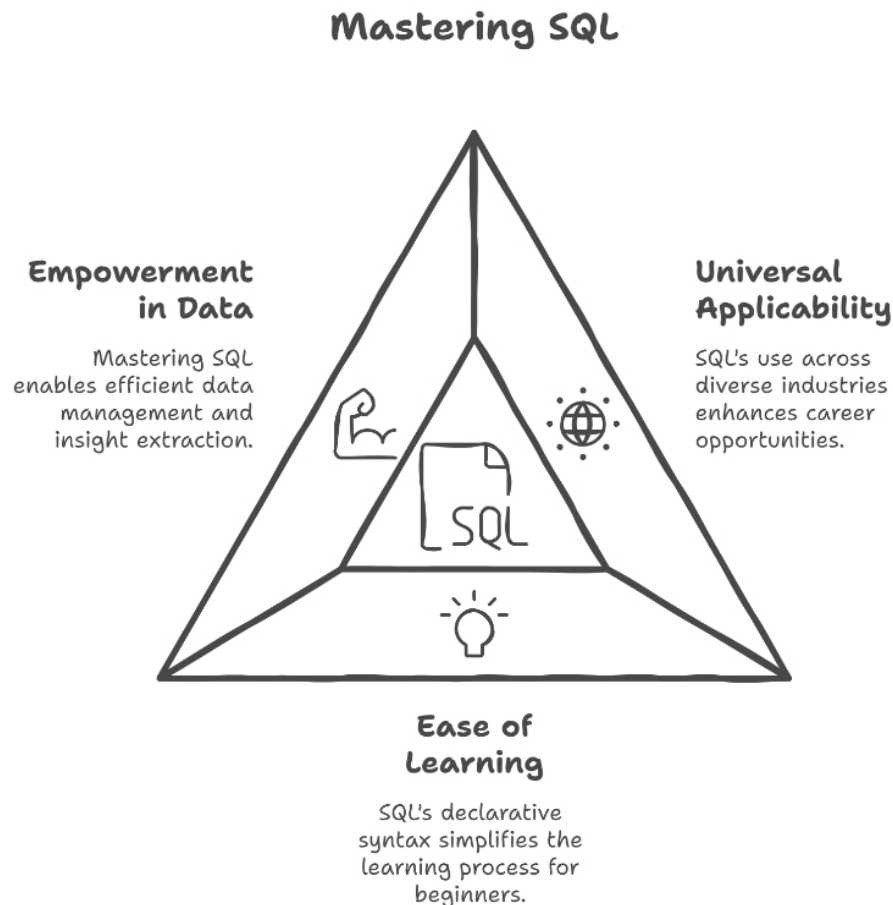 Mastering SQL
Empowerment
in Data
Mastering SQL
enables efficient data
management and
insight extraction.
Universal
Applicability
SQL's use across
diverse industries
enhances career
opportunities.
SQL
Ease of
Learning
SQL's declarative
syntax simplifies the
learning process for
beginners.